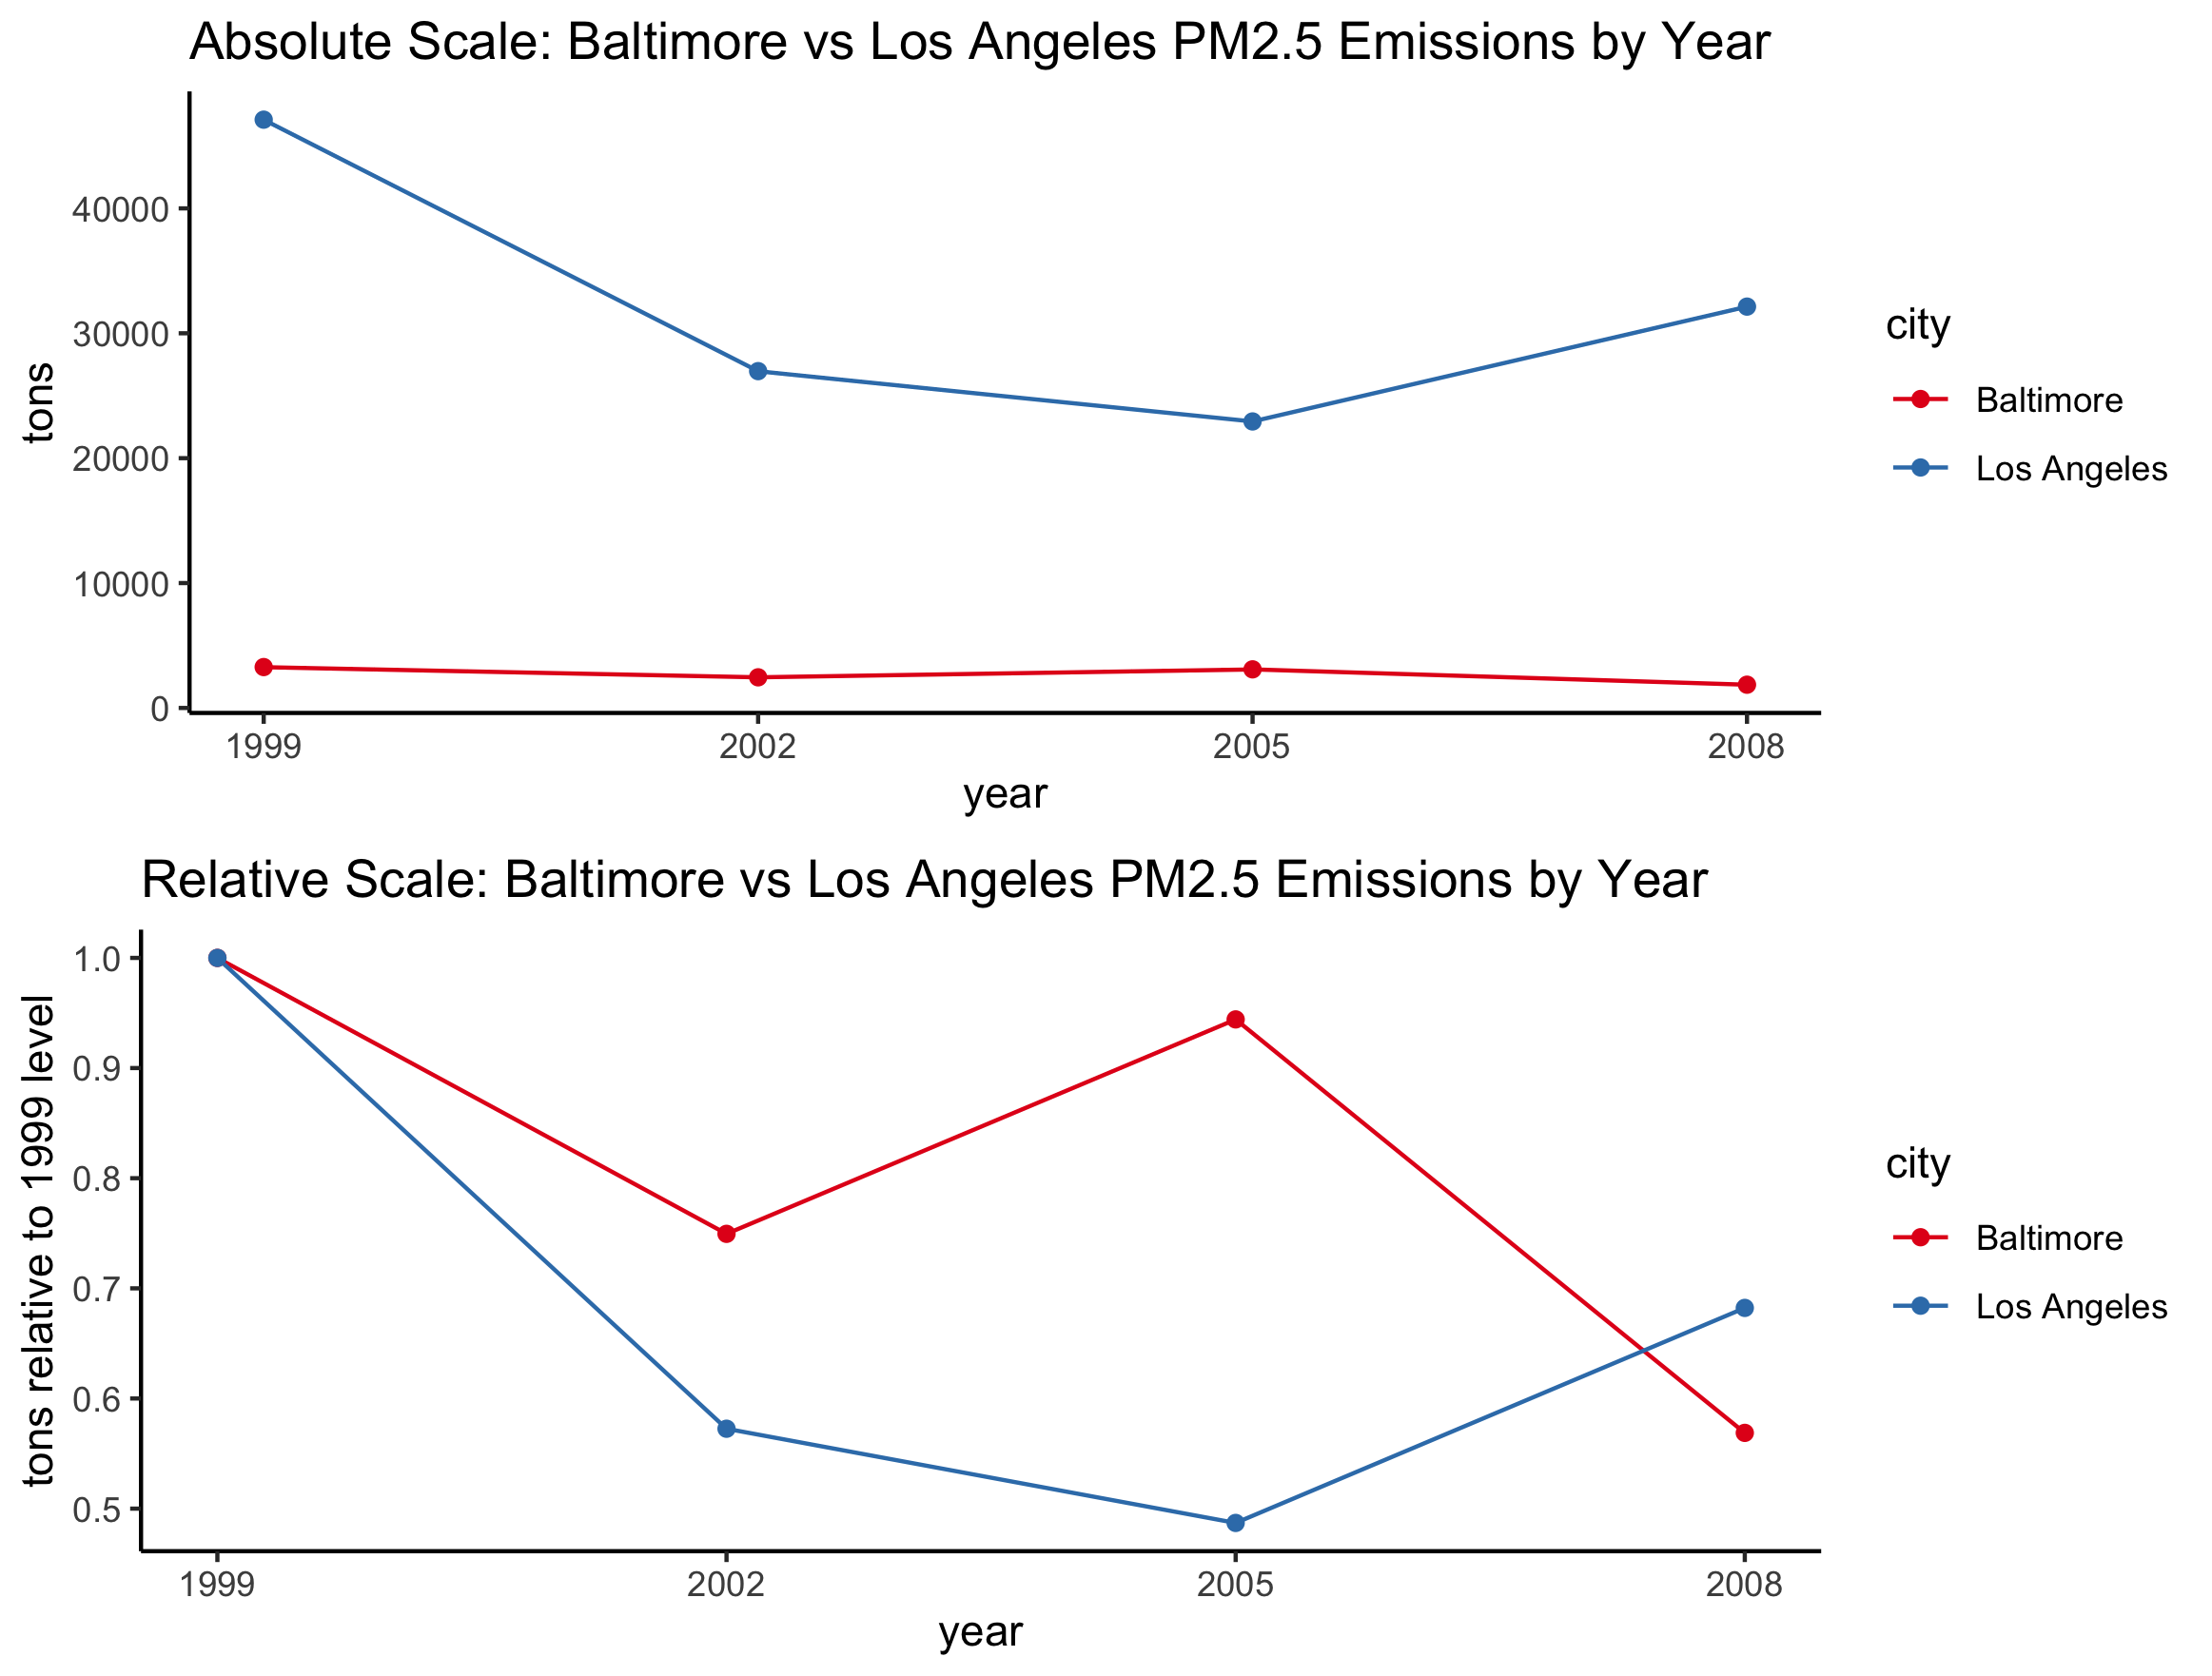 Absolute Scale: Baltimore vs Los Angeles PM2.5 Emissions by Year
tons
40000
30000
20000
10000
0
1999 2002 2005 2008
year
city
Baltimore
Los Angeles
Relative Scale: Baltimore vs Los Angeles PM2.5 Emissions by Year
tons relative to 1999 level
1.0
0.9
0.8
0.7
0.6
0.5
1999 2002 2005 2008
year
city
Baltimore
Los Angeles